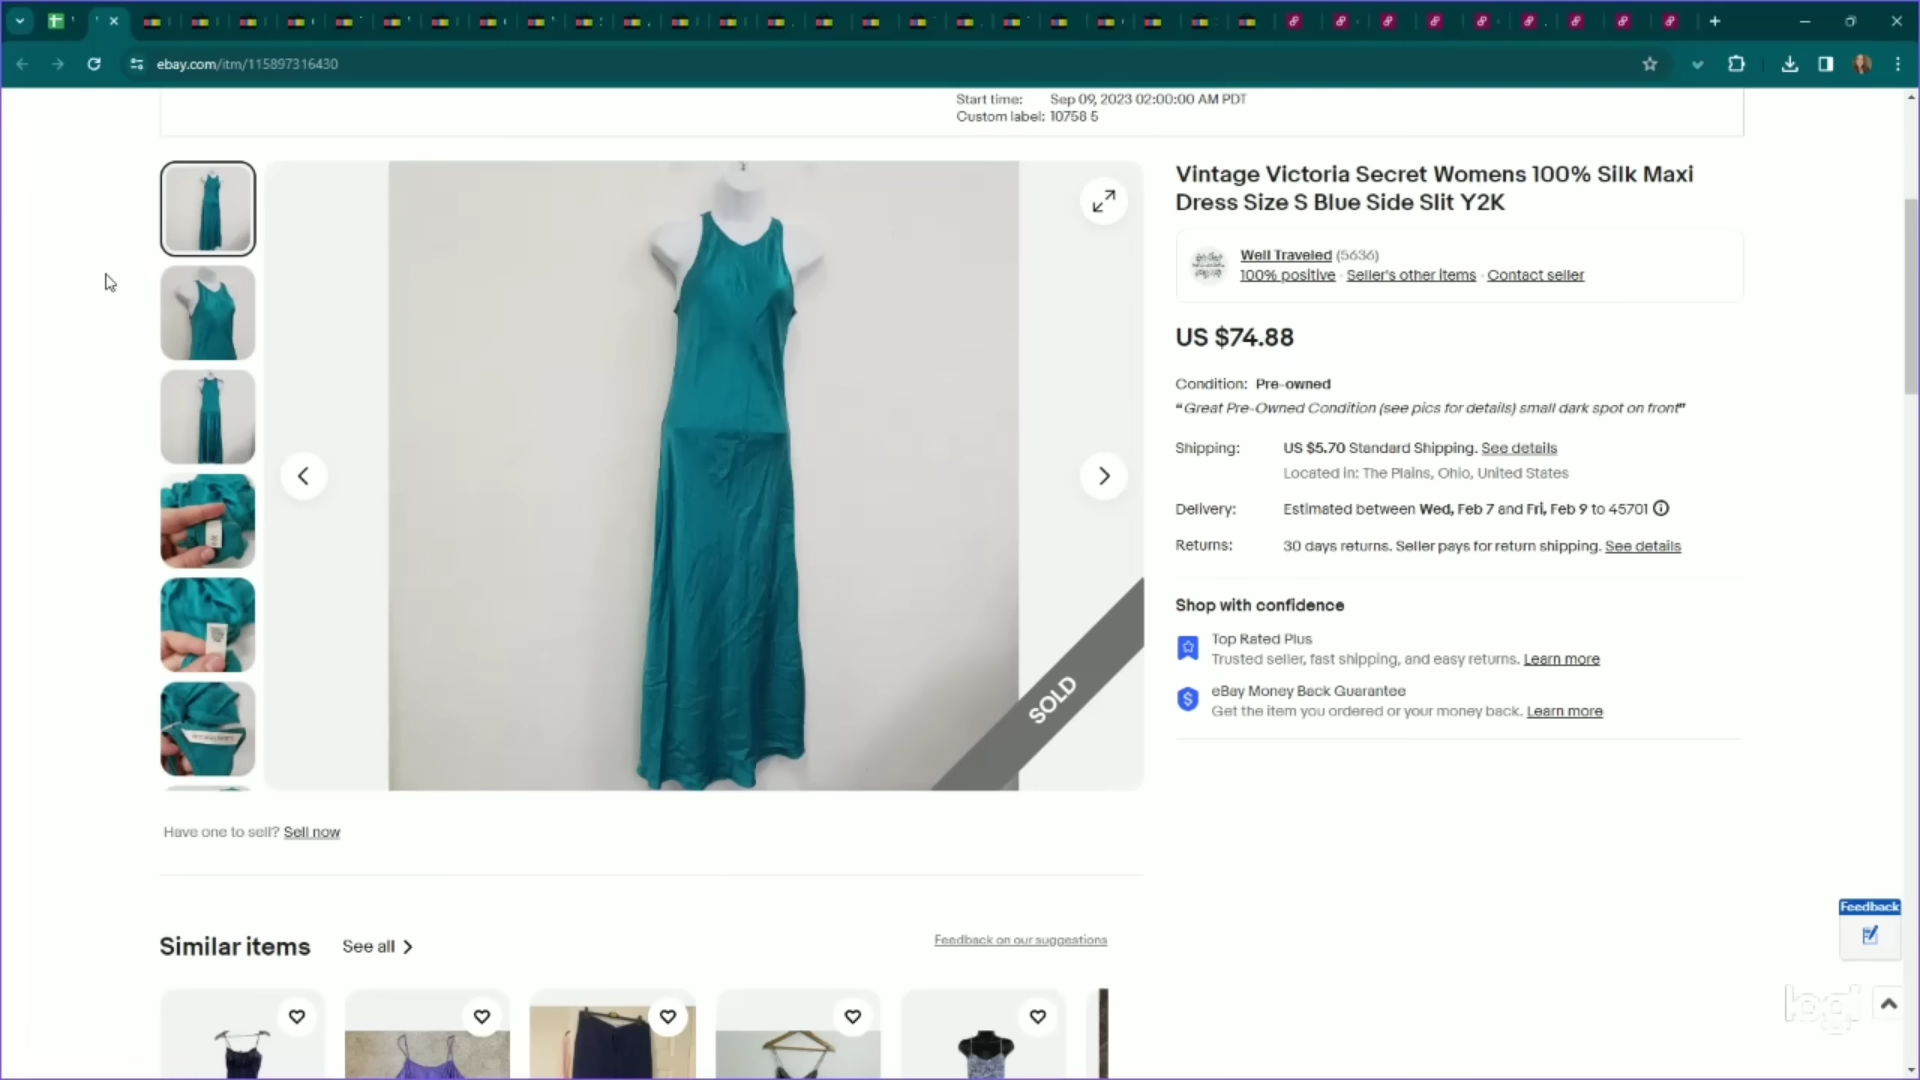 ebay.com/itm/115897316430
Start time: Sep 09, 2023 02:00:00 AM PDT
Custom label: 10758 5
Vintage Victoria Secret Womens 100% Silk Maxi
Dress Size S Blue Side Slit Y2K
Well Traveled (5636)
100% positive · Seller's other items · Contact seller
US $74.88
Condition: Pre-owned
“Great Pre-Owned Condition (see pics for details) small dark spot on front”
Shipping: US $5.70 Standard Shipping. See details
Located in: The Plains, Ohio, United States
Delivery: Estimated between Wed, Feb 7 and Fri, Feb 9 to 45701
Returns: 30 days returns. Seller pays for return shipping. See details
Shop with confidence
Top Rated Plus
Trusted seller, fast shipping, and easy returns. Learn more
eBay Money Back Guarantee
Get the item you ordered or your money back. Learn more
SOLD
Have one to sell? Sell now
Similar items See all
Feedback on our suggestions
Feedback
logi